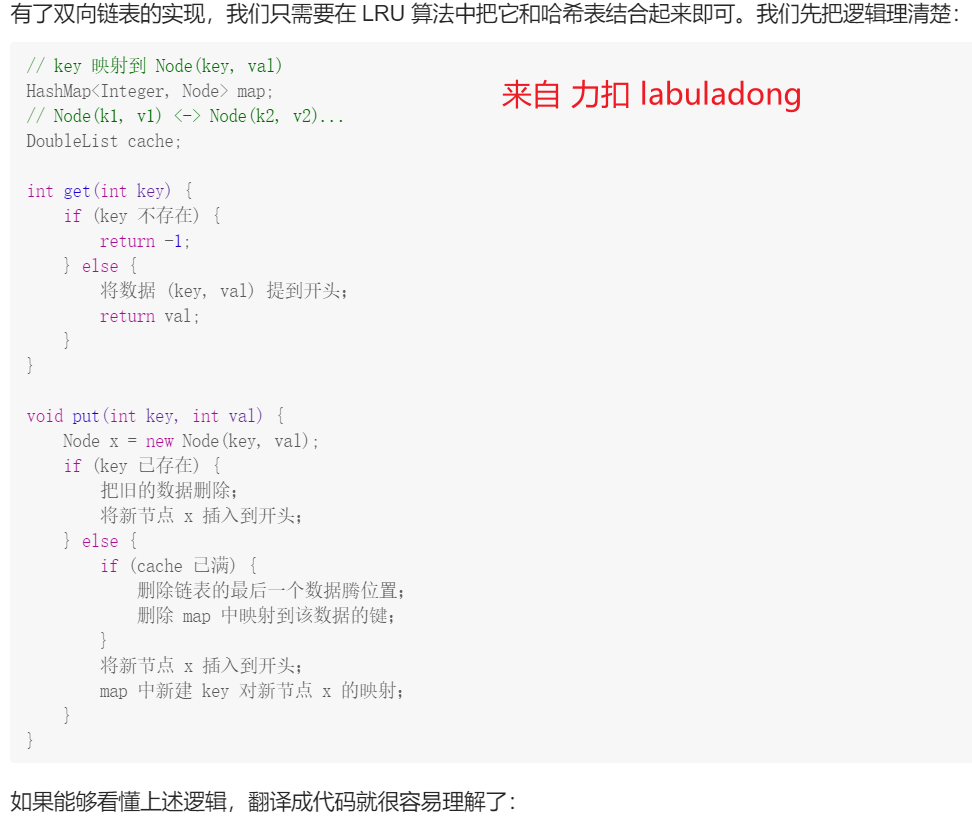 有了双向链表的实现，我们只需要在 LRU 算法中把它和哈希表结合起来即可。我们先把逻辑理清楚：
// key 映射到 Node(key, val)
HashMap<Integer, Node> map;
来自 力扣 labuladong
// Node(k1, v1) <-> Node(k2, v2)...
DoubleList cache;
int get(int key) {
    if (key 不存在) {
        return -1;
    } else {
        将数据 (key, val) 提到开头；
        return val;
    }
}
void put(int key, int val) {
    Node x = new Node(key, val);
    if (key 已存在) {
        把旧的数据删除；
        将新节点 x 插入到开头；
    } else {
        if (cache 已满) {
            删除链表的最后一个数据腾位置；
            删除 map 中映射到该数据的键；
        }
        将新节点 x 插入到开头；
        map 中新建 key 对新节点 x 的映射；
    }
}
如果能够看懂上述逻辑，翻译成代码就很容易理解了：